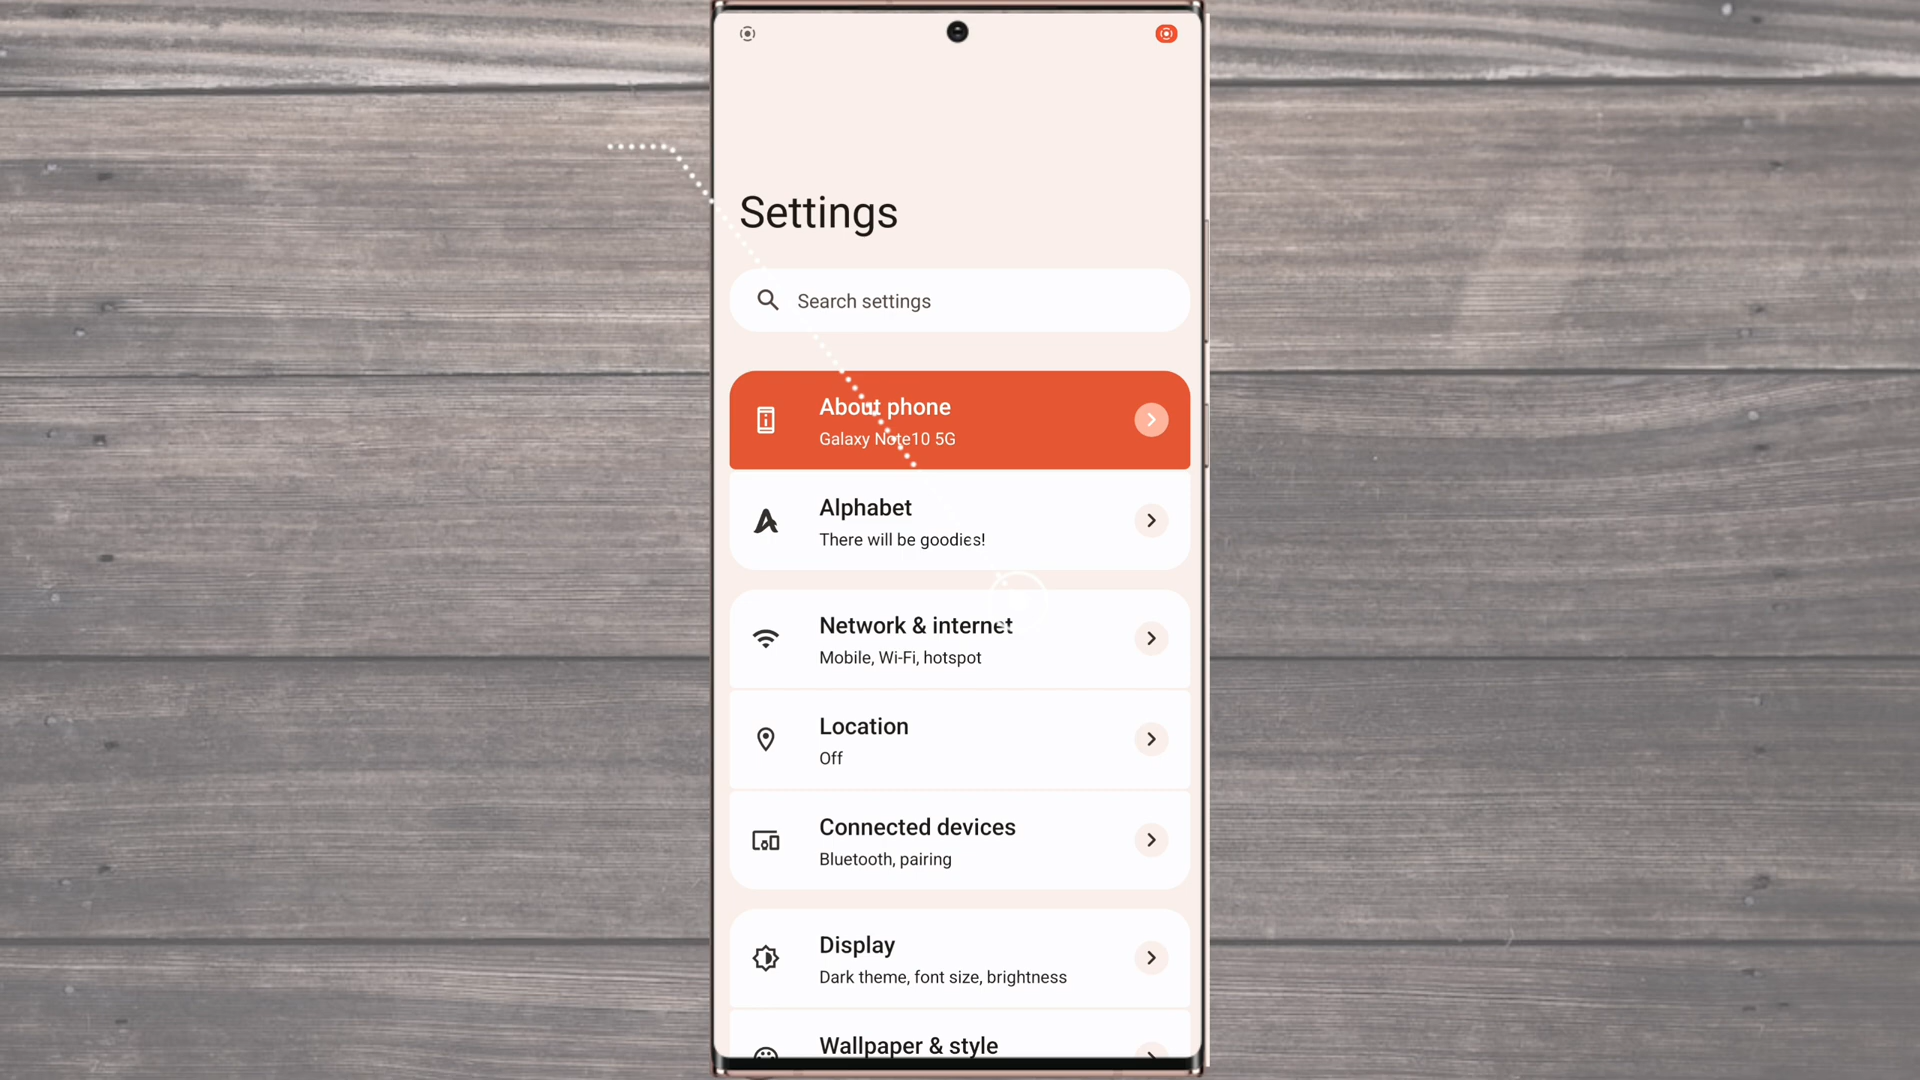 Settings
Search settings
About phone
Galaxy Note10 5G
Alphabet
There will be goodies!
Network & internet
Mobile, Wi-Fi, hotspot
Location
Off
Connected devices
Bluetooth, pairing
Display
Dark theme, font size, brightness
Wallpaper & style